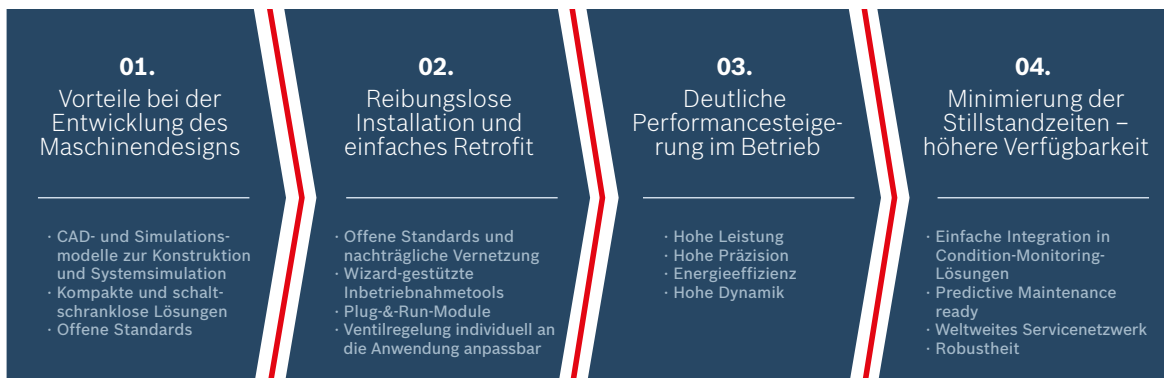 01.
Vorteile bei der
Entwicklung des
Maschinendesigns
· CAD- und Simulations-
modelle zur Konstruktion
und Systemsimulation
· Kompakte und schalt-
schranklose Lösungen
· Offene Standards
02.
Reibungslose
Installation und
einfaches Retrofit
· Offene Standards und
nachträgliche Vernetzung
· Wizard-gestützte
Inbetriebnahmetools
· Plug-&-Run-Module
· Ventilregelung individuell an
die Anwendung anpassbar
03.
Deutliche
Performancesteige-
rung im Betrieb
· Hohe Leistung
· Hohe Präzision
· Energieeffizienz
· Hohe Dynamik
04.
Minimierung der
Stillstandzeiten –
höhere Verfügbarkeit
· Einfache Integration in
Condition-Monitoring-
Lösungen
· Predictive Maintenance
ready
· Weltweites Servicenetzwerk
· Robustheit